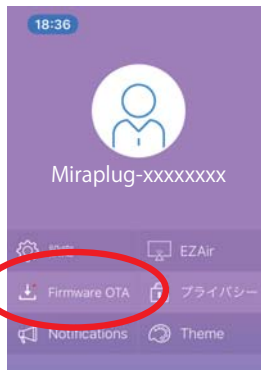 18:36
Miraplug-xxxxxxxx
設定 EZAir
Firmware OTA プライバシー
Notifications Theme